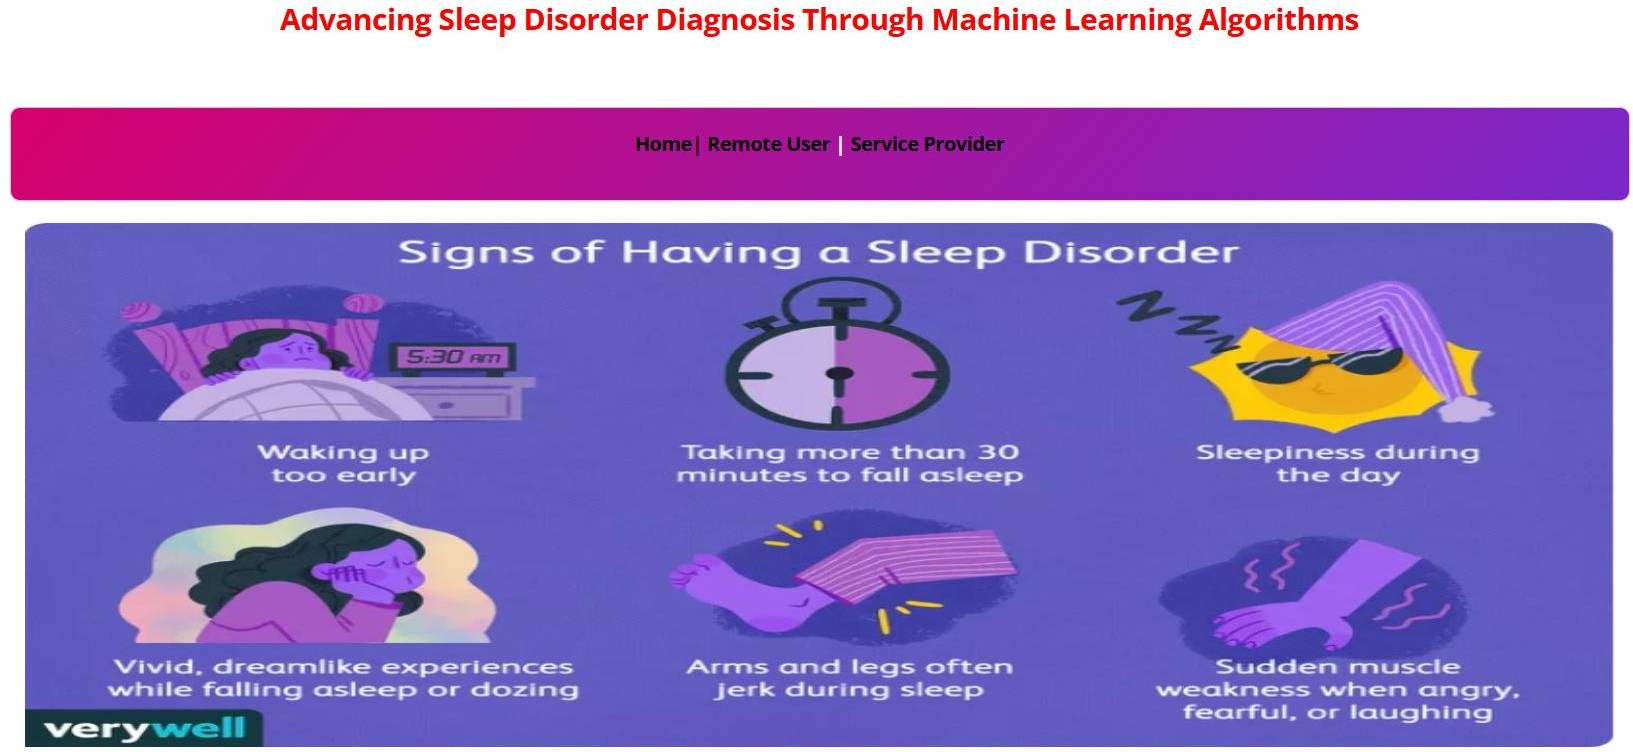 Advancing Sleep Disorder Diagnosis Through Machine Learning Algorithms
Home| Remote User | Service Provider
Signs of Having a Sleep Disorder
5:30 AM
Z Z Z
Waking up
too early
Taking more than 30
minutes to fall asleep
Sleepiness during
the day
Vivid, dreamlike experiences
while falling asleep or dozing
Arms and legs often
jerk during sleep
Sudden muscle
weakness when angry,
fearful, or laughing
verywell